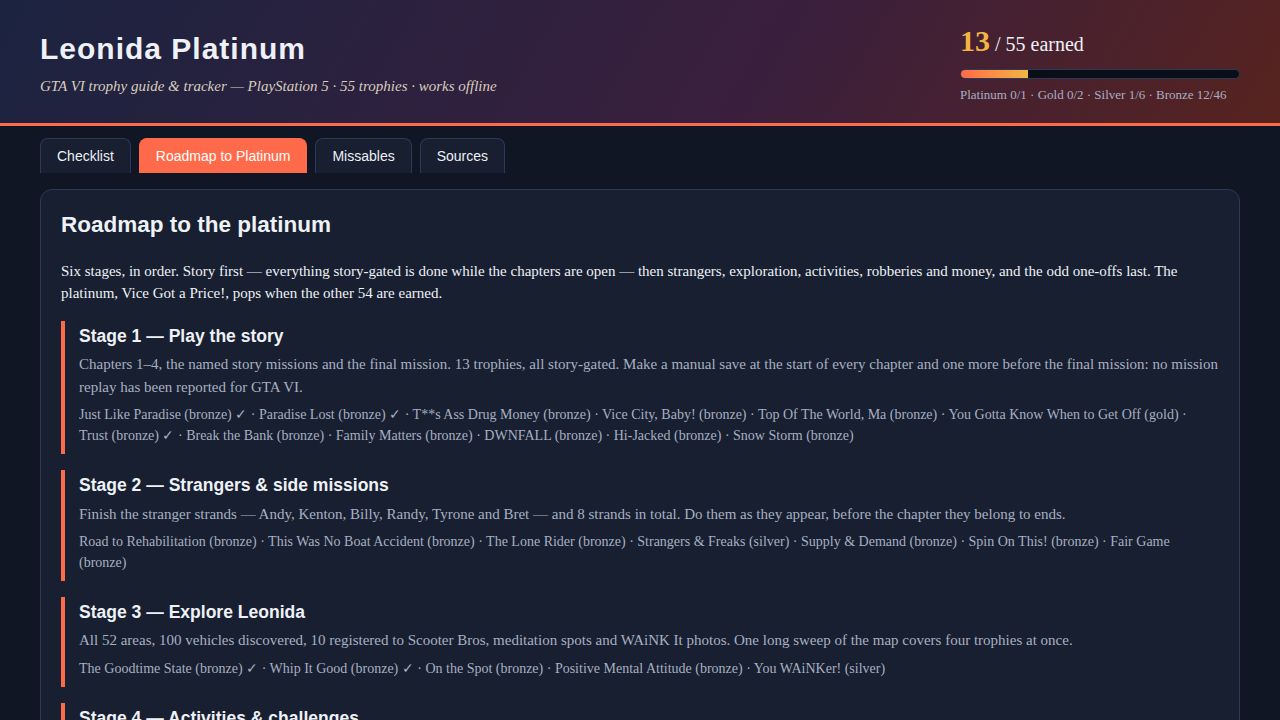 Leonida Platinum
GTA VI trophy guide & tracker — PlayStation 5 · 55 trophies · works offline
13 / 55 earned
Platinum 0/1 · Gold 0/2 · Silver 1/6 · Bronze 12/46
Checklist
Roadmap to Platinum
Missables
Sources
Roadmap to the platinum
Six stages, in order. Story first — everything story-gated is done while the chapters are open — then strangers, exploration, activities, robberies and money, and the odd one-offs last. The
platinum, Vice Got a Price!, pops when the other 54 are earned.
Stage 1 — Play the story
Chapters 1–4, the named story missions and the final mission. 13 trophies, all story-gated. Make a manual save at the start of every chapter and one more before the final mission: no mission
replay has been reported for GTA VI.
Just Like Paradise (bronze) ✓ · Paradise Lost (bronze) ✓ · T**s Ass Drug Money (bronze) · Vice City, Baby! (bronze) · Top Of The World, Ma (bronze) · You Gotta Know When to Get Off (gold) ·
Trust (bronze) ✓ · Break the Bank (bronze) · Family Matters (bronze) · DWNFALL (bronze) · Hi-Jacked (bronze) · Snow Storm (bronze)
Stage 2 — Strangers & side missions
Finish the stranger strands — Andy, Kenton, Billy, Randy, Tyrone and Bret — and 8 strands in total. Do them as they appear, before the chapter they belong to ends.
Road to Rehabilitation (bronze) · This Was No Boat Accident (bronze) · The Lone Rider (bronze) · Strangers & Freaks (silver) · Supply & Demand (bronze) · Spin On This! (bronze) · Fair Game
(bronze)
Stage 3 — Explore Leonida
All 52 areas, 100 vehicles discovered, 10 registered to Scooter Bros, meditation spots and WAiNK It photos. One long sweep of the map covers four trophies at once.
The Goodtime State (bronze) ✓ · Whip It Good (bronze) ✓ · On the Spot (bronze) · Positive Mental Attitude (bronze) · You WAiNKer! (silver)
Stage 4 — Activities & challenges